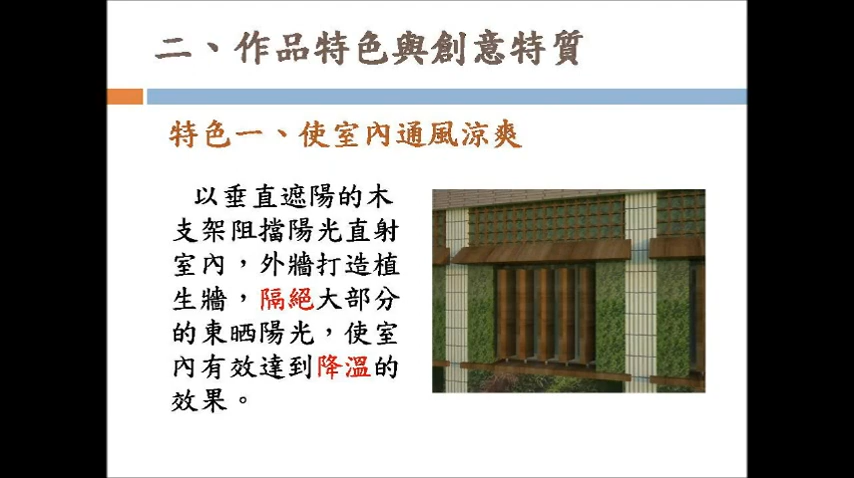 二、作品特色與創意特質
特色一、使室內通風涼爽
以垂直遮陽的木
支架阻擋陽光直射
室內，外牆打造植
生牆，隔絕大部分
的東晒陽光，使室
內有效達到降溫的
效果。